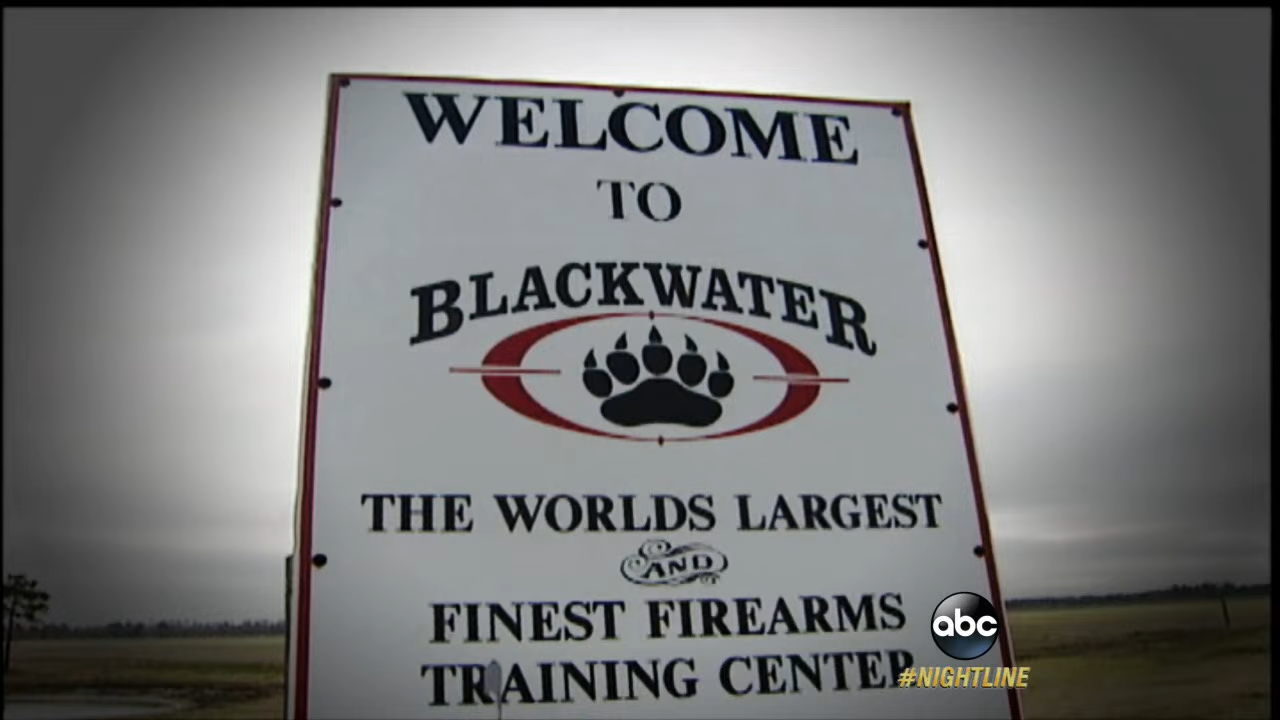 WELCOME
TO
BLACKWATER
THE WORLDS LARGEST
AND
FINEST FIREARMS
TRAINING CENTER
abc
#NIGHTLINE